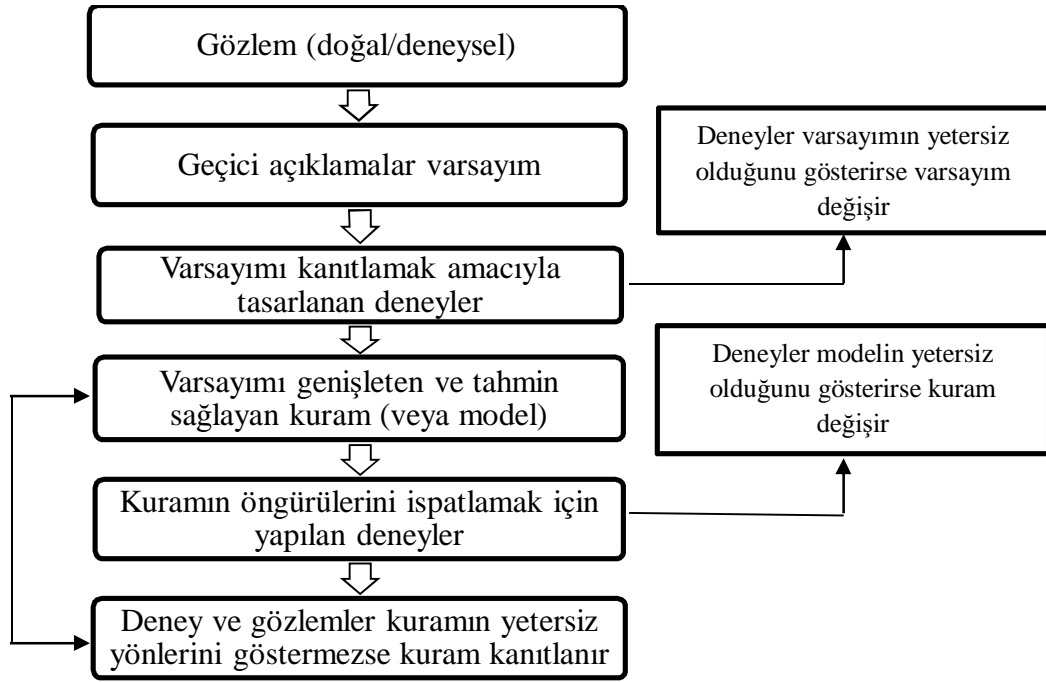 Gözlem (doğal/deneysel)
Geçici açıklamalar varsayım
Deneyler varsayımın yetersiz
olduğunu gösterirse varsayım
değişir
Varsayımı kanıtlamak amacıyla
tasarlanan deneyler
Varsayımı genişleten ve tahmin
sağlayan kuram (veya model)
Deneyler modelin yetersiz
olduğunu gösterirse kuram
değişir
Kuramın öngürülerini ispatlamak için
yapılan deneyler
Deney ve gözlemler kuramın yetersiz
yönlerini göstermezse kuram kanıtlanır